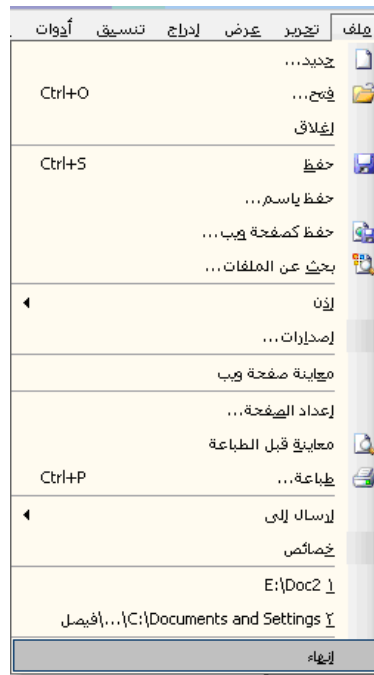 ملف تحرير عرض إدراج تنسيق أدوات
جديد...
فتح... Ctrl+O
إغلاق
حفظ Ctrl+S
حفظ باسم...
حفظ كصفحة ويب...
بحث عن الملفات...
إذن
إصدارات...
معاينة صفحة ويب
إعداد الصفحة...
معاينة قبل الطباعة
طباعة... Ctrl+P
إرسال إلى
خصائص
١ E:\Doc2
٢ C:\Documents and Settings\...\فيصل
إنهاء